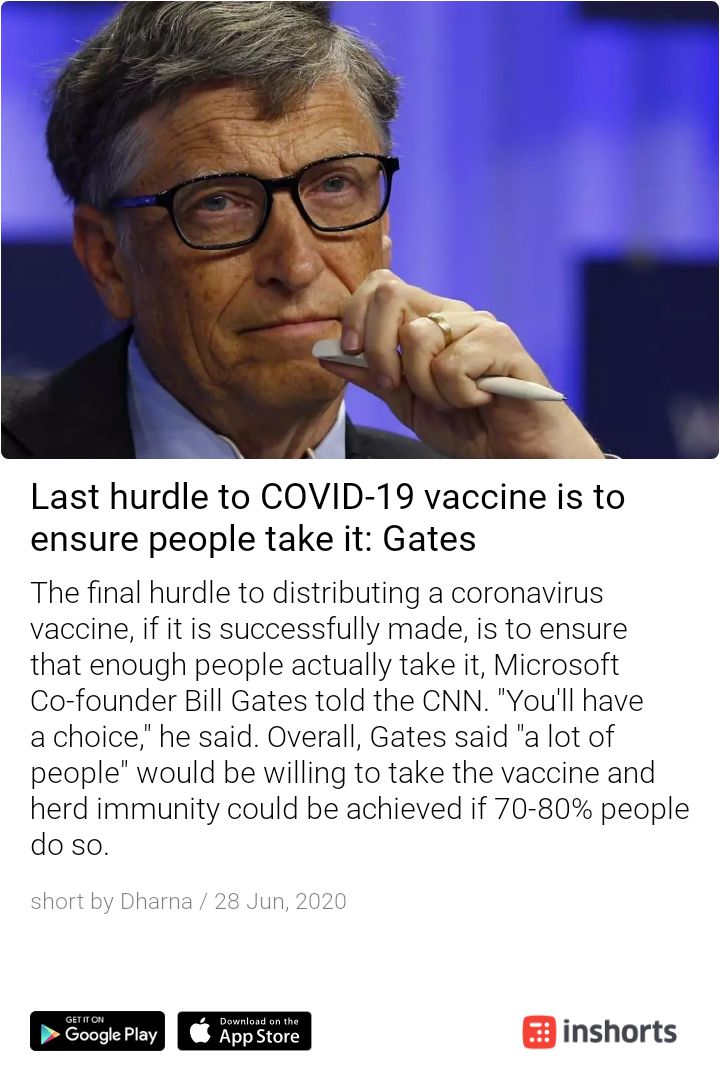 Last hurdle to COVID-19 vaccine is to
ensure people take it: Gates
The final hurdle to distributing a coronavirus
vaccine, if it is successfully made, is to ensure
that enough people actually take it, Microsoft
Co-founder Bill Gates told the CNN. "You'll have
a choice," he said. Overall, Gates said "a lot of
people" would be willing to take the vaccine and
herd immunity could be achieved if 70-80% people
do so.
short by Dharna / 28 Jun, 2020
GET IT ON
Google Play
Download on the
App Store
inshorts